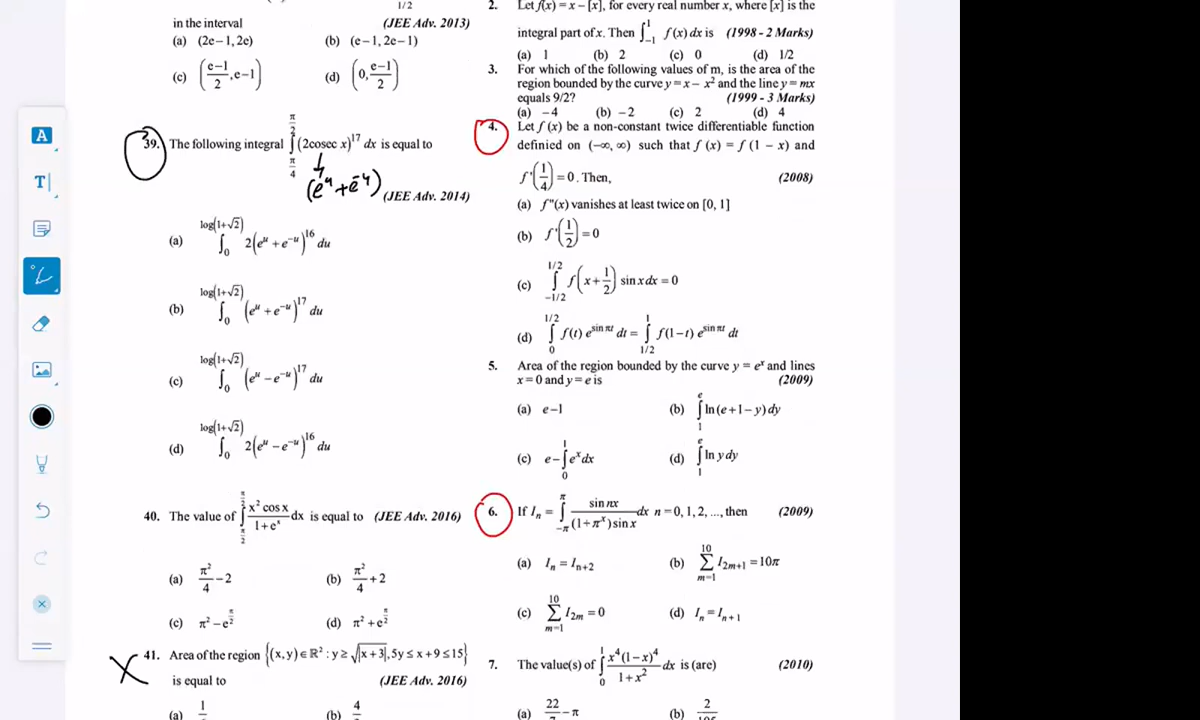 1/2
in the interval (JEE Adv. 2013)
(a) (2e−1, 2e) (b) (e−1, 2e−1)
(c) ((e−1)/2, e−1) (d) (0, (e−1)/2)
39. The following integral ∫_{π/4}^{π/2} (2cosec x)^17 dx is equal to
(e^u + e^-u)
(JEE Adv. 2014)
(a) ∫_0^{log(1+√2)} 2(e^u + e^−u)^16 du
(b) ∫_0^{log(1+√2)} (e^u + e^−u)^17 du
(c) ∫_0^{log(1+√2)} (e^u − e^−u)^17 du
(d) ∫_0^{log(1+√2)} 2(e^u − e^−u)^16 du
40. The value of ∫_{π/2}^{π/2} x² cos x / (1+e^x) dx is equal to (JEE Adv. 2016)
(a) π²/4 − 2 (b) π²/4 + 2
(c) π² − e^{π/2} (d) π² + e^{π/2}
41. Area of the region {(x, y) ∈ ℝ² : y ≥ √|x+3|, 5y ≤ x + 9 ≤ 15}
is equal to (JEE Adv. 2016)
(a) 1 (b) 4
2. Let f(x) = x − [x], for every real number x, where [x] is the
integral part of x. Then ∫_{−1}^{1} f(x) dx is (1998 - 2 Marks)
(a) 1 (b) 2 (c) 0 (d) 1/2
3. For which of the following values of m, is the area of the
region bounded by the curve y = x − x² and the line y = mx
equals 9/2? (1999 - 3 Marks)
(a) −4 (b) −2 (c) 2 (d) 4
4. Let f (x) be a non-constant twice differentiable function
definied on (−∞, ∞) such that f (x) = f (1 − x) and
f'(1/4) = 0. Then, (2008)
(a) f"(x) vanishes at least twice on [0, 1]
(b) f'(1/2) = 0
(c) ∫_{−1/2}^{1/2} f(x + 1/2) sin x dx = 0
(d) ∫_0^{1/2} f(t) e^{sin πt} dt = ∫_{1/2}^{1} f(1−t) e^{sin πt} dt
5. Area of the region bounded by the curve y = e^x and lines
x = 0 and y = e is (2009)
(a) e−1 (b) ∫_1^e ln(e+1−y) dy
(c) e − ∫_0^1 e^x dx (d) ∫_1^e ln y dy
6. If I_n = ∫_{−π}^{π} sin nx / ((1+π^x) sin x) dx n = 0, 1, 2, ..., then (2009)
(a) I_n = I_{n+2} (b) ∑_{m=1}^{10} I_{2m+1} = 10π
(c) ∑_{m=1}^{10} I_{2m} = 0 (d) I_n = I_{n+1}
7. The value(s) of ∫_0^1 x⁴(1−x)⁴ / (1+x²) dx is (are) (2010)
(a) 22/7 − π (b) 2/105